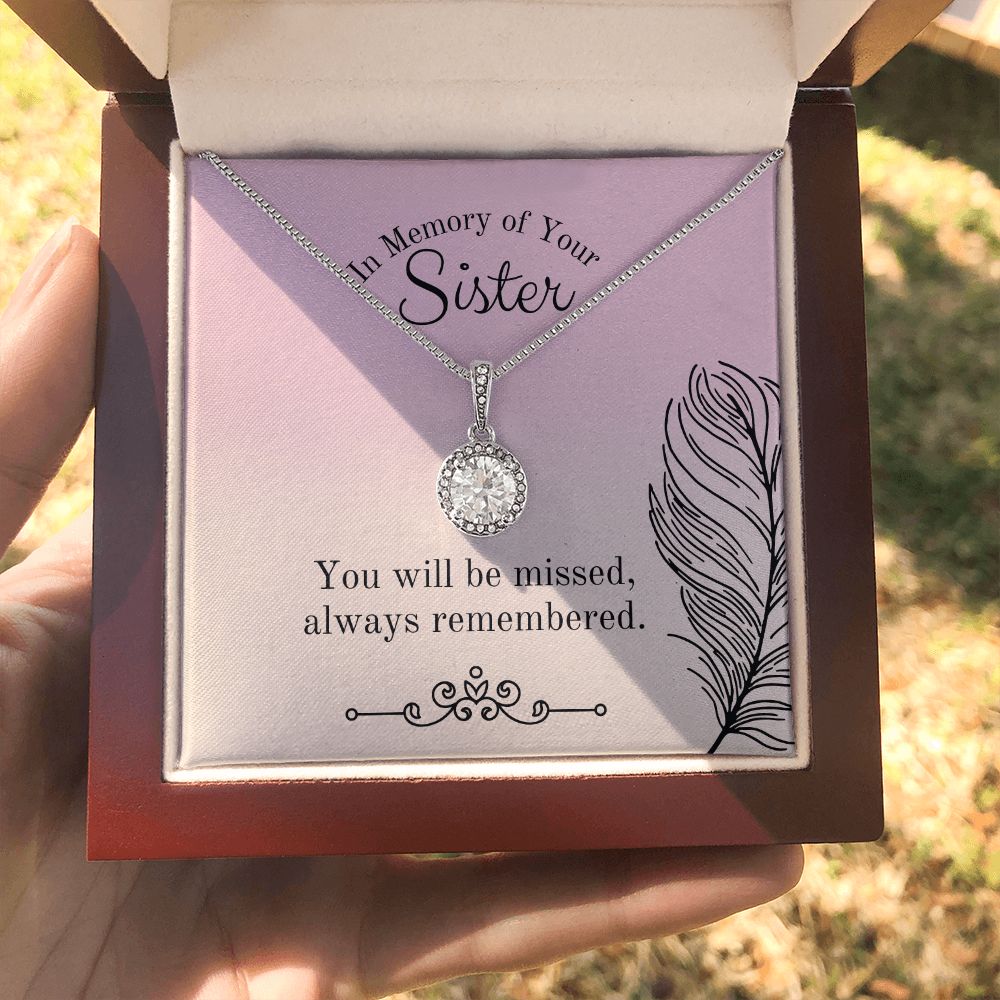 In Memory of Your
Sister
You will be missed,
always remembered.